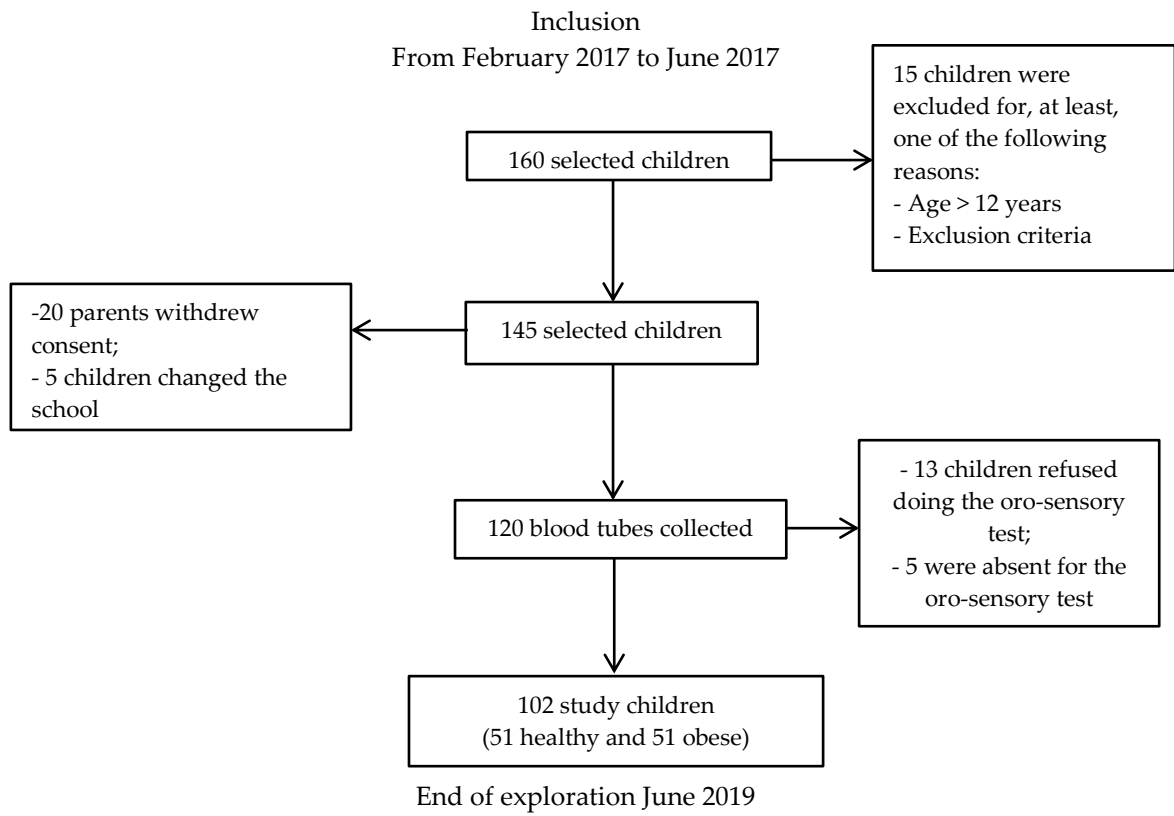 Inclusion
From February 2017 to June 2017
15 children were
excluded for, at least,
one of the following
reasons:
- Age > 12 years
- Exclusion criteria
160 selected children
-20 parents withdrew
consent;
- 5 children changed the
school
145 selected children
- 13 children refused
doing the oro-sensory
test;
- 5 were absent for the
oro-sensory test
120 blood tubes collected
102 study children
(51 healthy and 51 obese)
End of exploration June 2019